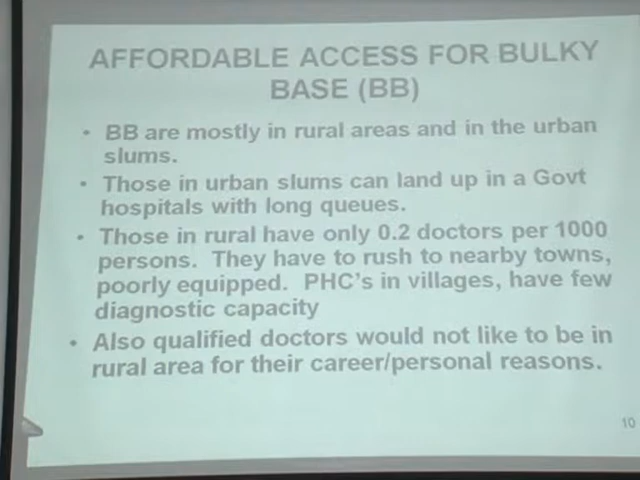 AFFORDABLE ACCESS FOR BULKY
BASE (BB)
• BB are mostly in rural areas and in the urban
slums.
• Those in urban slums can land up in a Govt
hospitals with long queues.
• Those in rural have only 0.2 doctors per 1000
persons. They have to rush to nearby towns,
poorly equipped. PHC's in villages, have few
diagnostic capacity
• Also qualified doctors would not like to be in
rural area for their career/personal reasons.
10